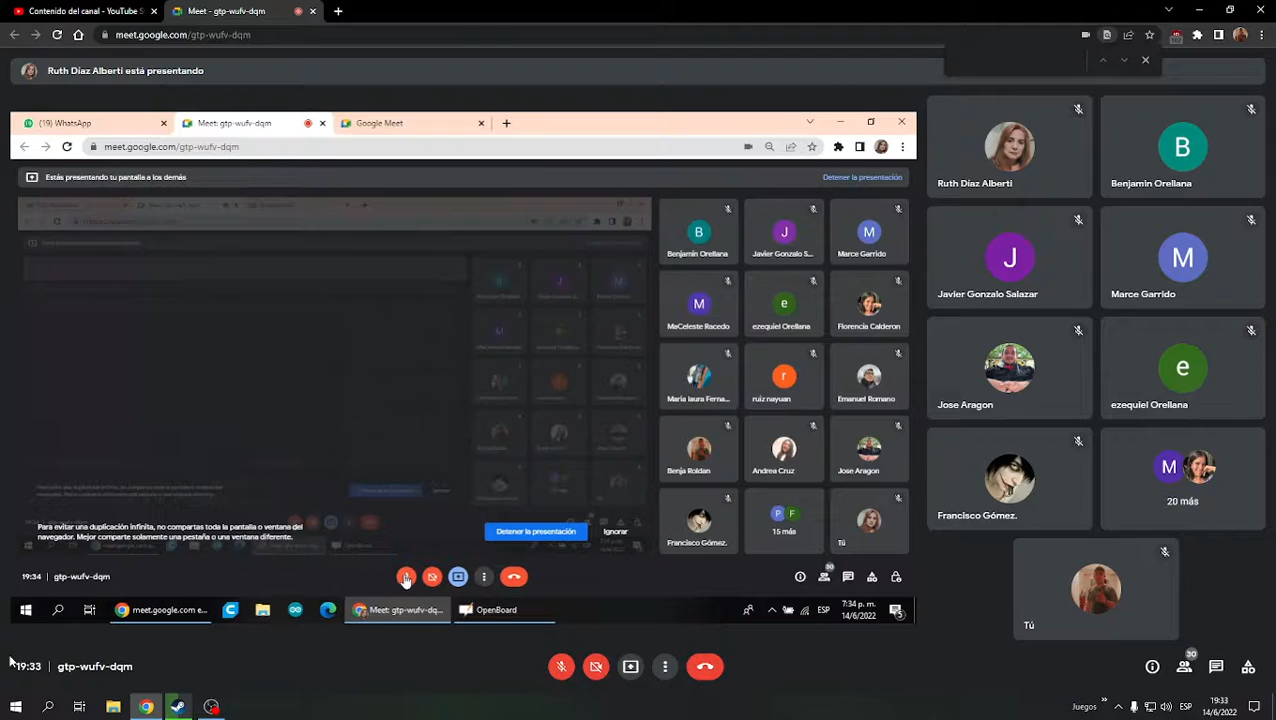 Contenido del canal - YouTube S
Meet - gtp-wufv-dqm
meet.google.com/gtp-wufv-dqm
Ruth Díaz Alberti está presentando
(19) WhatsApp
Meet: gtp-wufv-dqm
Google Meet
meet.google.com/gtp-wufv-dqm
Estás presentando tu pantalla a los demás
Detener la presentación
Benjamín Orellana
Javier Gonzalo S...
Marce Garrido
MaCeleste Racedo
e
ezequiel Orellana
Florencia Calderon
Maria laura Ferna...
r
ruiz nayuan
Emanuel Romano
Benja Roldan
Andrea Cruz
Jose Aragon
Francisco Gómez.
P F
15 más
Tú
B
J
M
M
Para evitar una duplicación infinita, no compartas toda la pantalla o ventana del
navegador. Mejor comparte solamente una pestaña o una ventana diferente.
Detener la presentación
Ignorar
19:34 | gtp-wufv-dqm
30
meet.google.com e...
Meet: gtp-wufv-dq...
OpenBoard
ESP
7:34 p. m.
14/6/2022
5
Ruth Díaz Alberti
B
Benjamín Orellana
J
Javier Gonzalo Salazar
M
Marce Garrido
Jose Aragon
e
ezequiel Orellana
Francisco Gómez.
M
20 más
Tú
19:33 | gtp-wufv-dqm
30
Juegos
ESP
19:33
14/6/2022